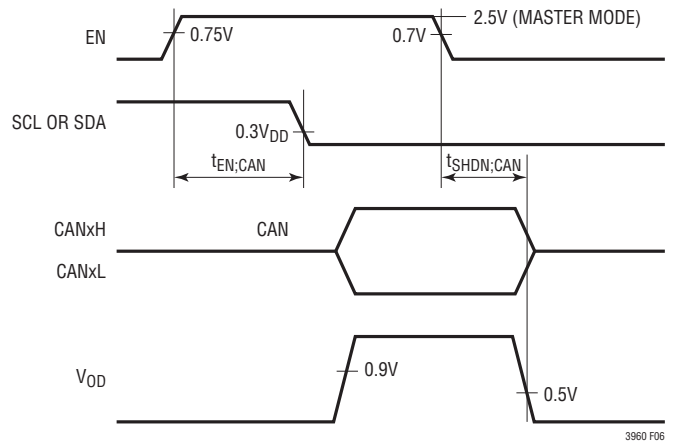 2.5V (MASTER MODE)
EN
0.75V
0.7V
SCL OR SDA
0.3VDD
tEN;CAN
tSHDN;CAN
CANxH
CAN
CANxL
0.9V
VOD
0.5V
3960 F06